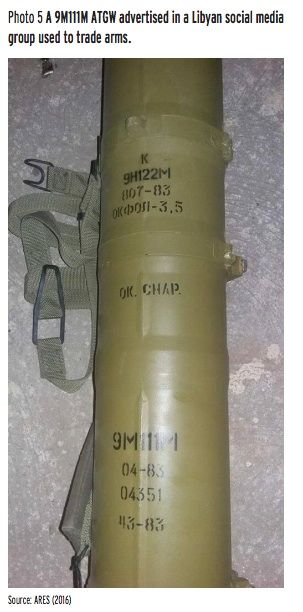 Photo 5 A 9M111M ATGW advertised in a Libyan social media
group used to trade arms.
К
9Н122М
807-83
ОКФОЛ-3,5
ОК. СНАР.
9М111М
04-83
04351
43-83
Source: ARES (2016)